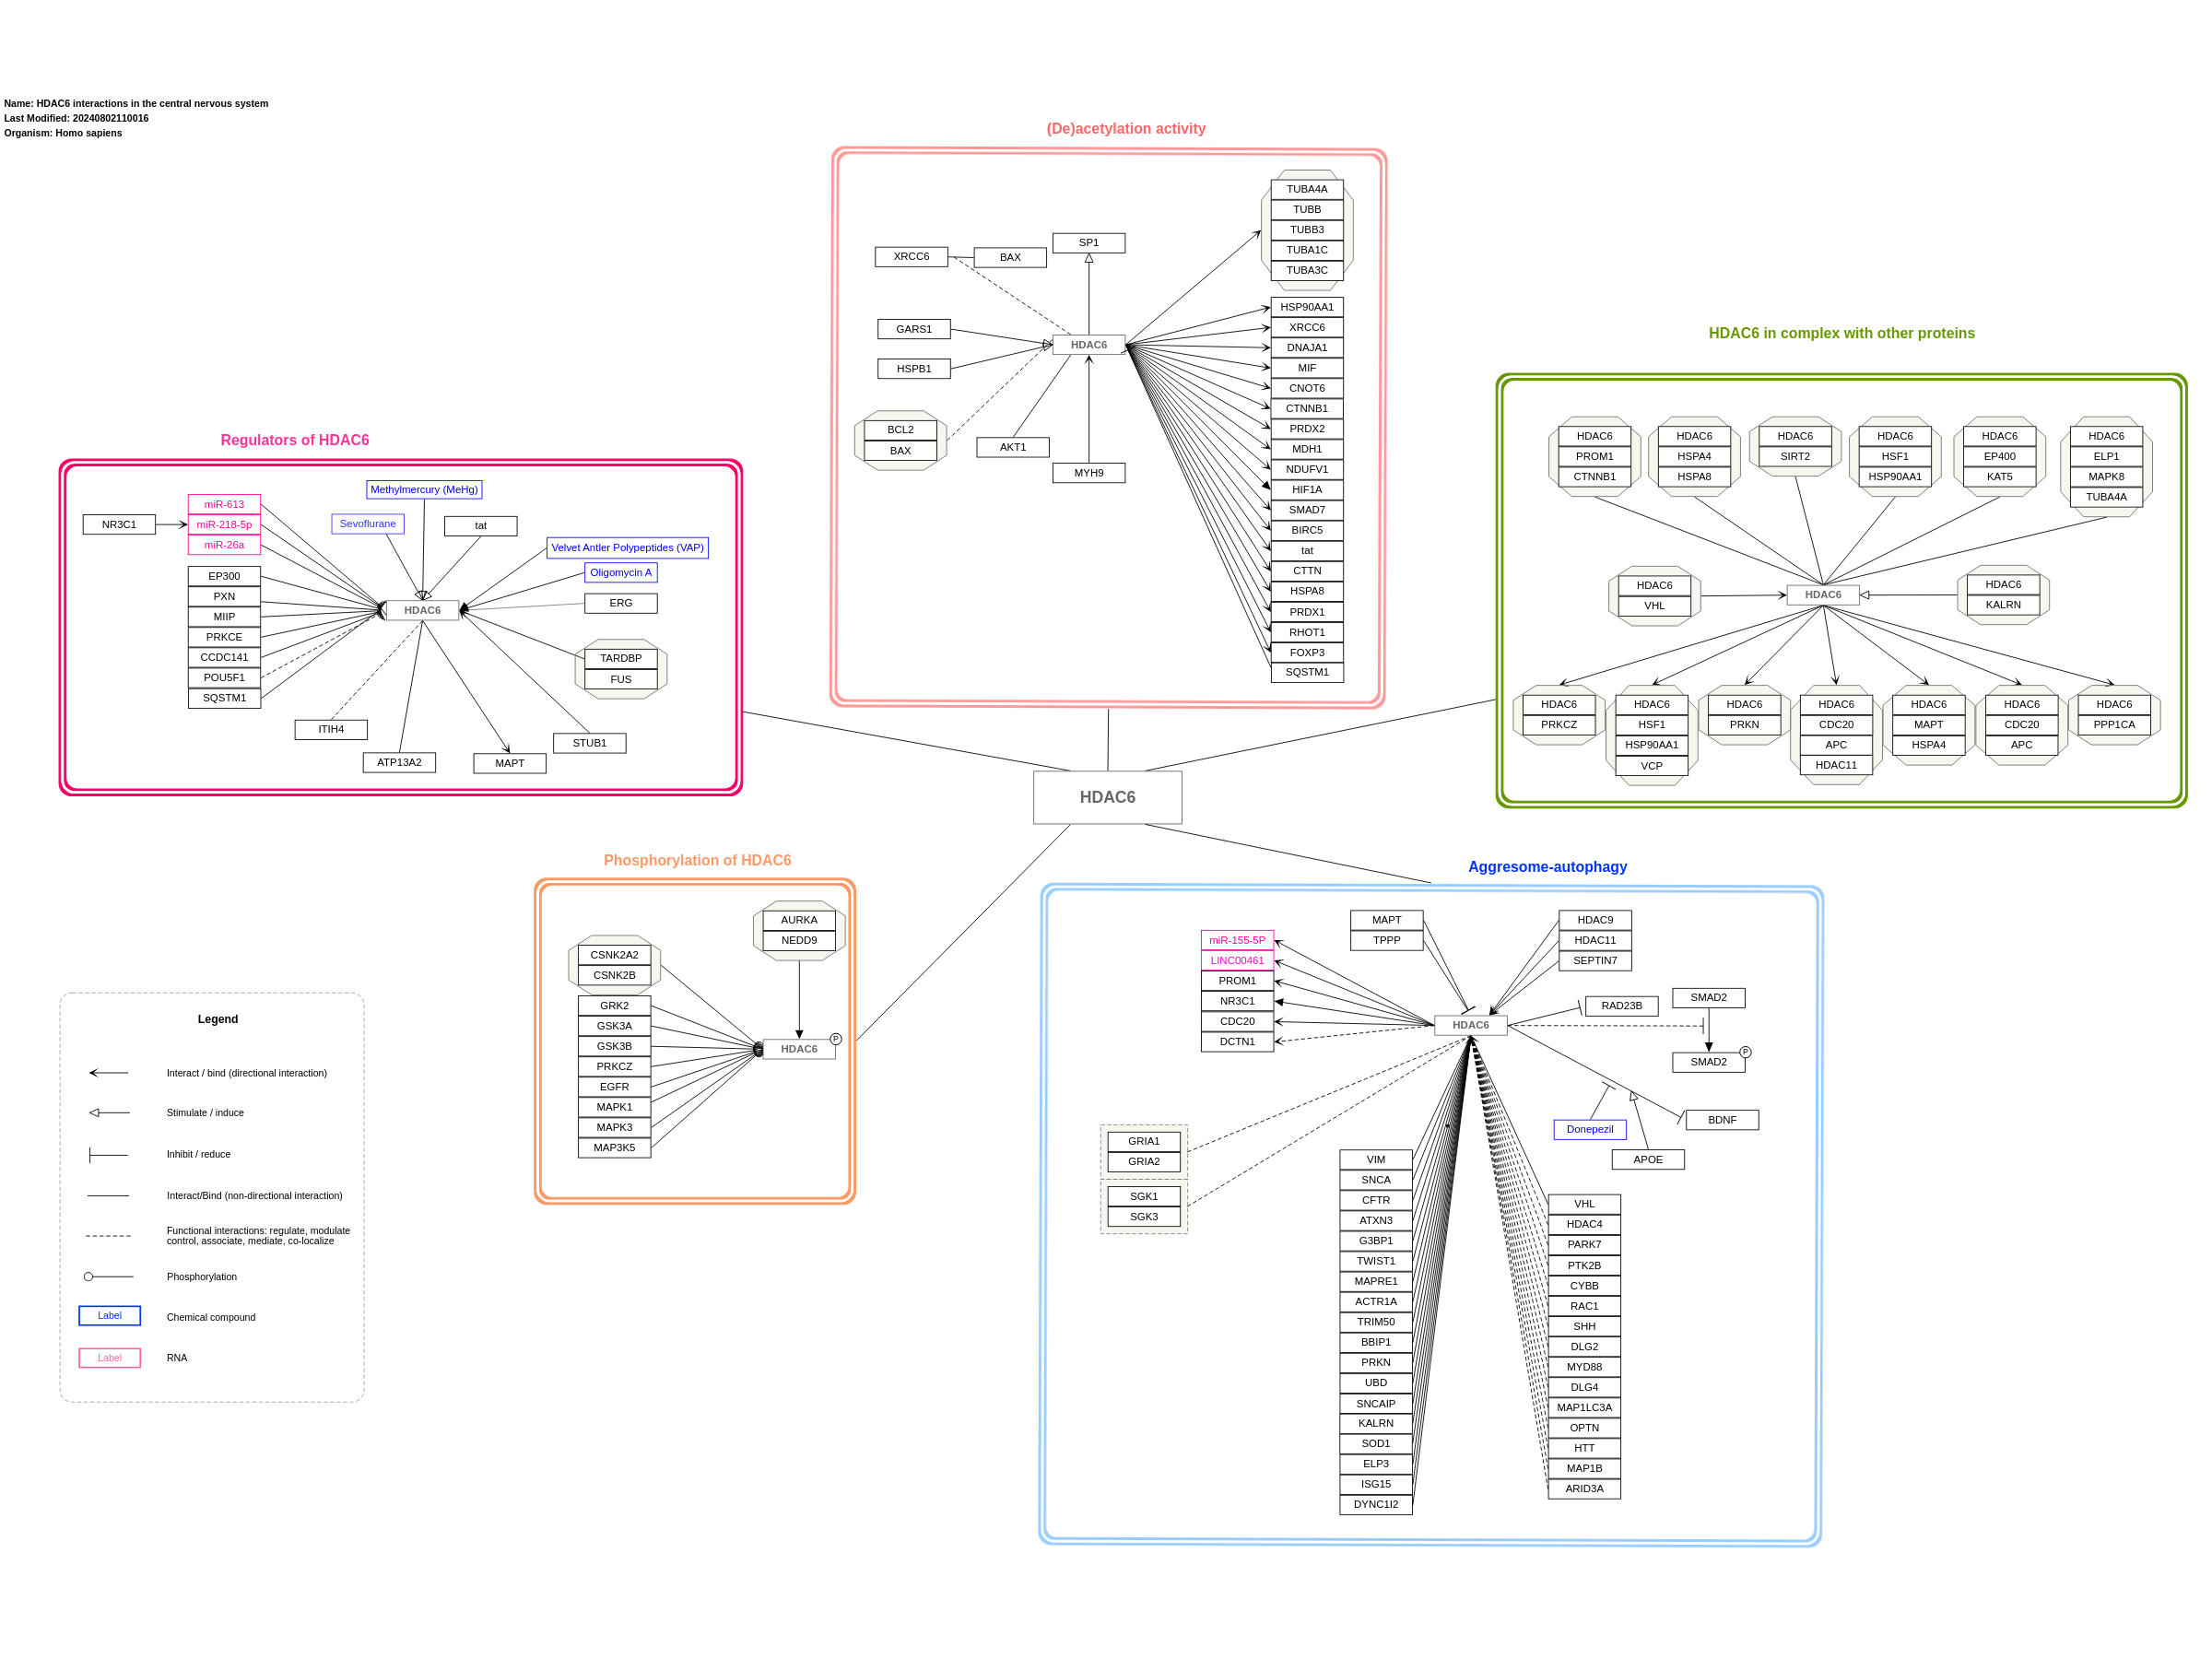 Name: HDAC6 interactions in the central nervous system
Last Modified: 20240802110016
Organism: Homo sapiens
(De)acetylation activity
TUBA4A
TUBB
TUBB3
TUBA1C
TUBA3C
SP1
XRCC6
BAX
GARS1
HSPB1
HDAC6
BCL2
BAX
AKT1
MYH9
HSP90AA1
XRCC6
DNAJA1
MIF
CNOT6
CTNNB1
PRDX2
MDH1
NDUFV1
HIF1A
SMAD7
BIRC5
tat
CTTN
HSPA8
PRDX1
RHOT1
FOXP3
SQSTM1
HDAC6 in complex with other proteins
HDAC6
PROM1
CTNNB1
HDAC6
HSPA4
HSPA8
HDAC6
SIRT2
HDAC6
HSF1
HSP90AA1
HDAC6
EP400
KAT5
HDAC6
ELP1
MAPK8
TUBA4A
HDAC6
VHL
HDAC6
HDAC6
KALRN
HDAC6
PRKCZ
HDAC6
HSF1
HSP90AA1
VCP
HDAC6
PRKN
HDAC6
CDC20
APC
HDAC11
HDAC6
MAPT
HSPA4
HDAC6
CDC20
APC
HDAC6
PPP1CA
Regulators of HDAC6
NR3C1
miR-613
miR-218-5p
miR-26a
Methylmercury (MeHg)
Sevoflurane
tat
Velvet Antler Polypeptides (VAP)
Oligomycin A
ERG
EP300
PXN
MIIP
PRKCE
CCDC141
POU5F1
SQSTM1
HDAC6
TARDBP
FUS
ITIH4
ATP13A2
MAPT
STUB1
HDAC6
Phosphorylation of HDAC6
AURKA
NEDD9
CSNK2A2
CSNK2B
GRK2
GSK3A
GSK3B
PRKCZ
EGFR
MAPK1
MAPK3
MAP3K5
HDAC6
P
Aggresome-autophagy
MAPT
TPPP
HDAC9
HDAC11
SEPTIN7
miR-155-5P
LINC00461
PROM1
NR3C1
CDC20
DCTN1
HDAC6
RAD23B
SMAD2
SMAD2
P
Donepezil
BDNF
APOE
GRIA1
GRIA2
SGK1
SGK3
VIM
SNCA
CFTR
ATXN3
G3BP1
TWIST1
MAPRE1
ACTR1A
TRIM50
BBIP1
PRKN
UBD
SNCAIP
KALRN
SOD1
ELP3
ISG15
DYNC1I2
VHL
HDAC4
PARK7
PTK2B
CYBB
RAC1
SHH
DLG2
MYD88
DLG4
MAP1LC3A
OPTN
HTT
MAP1B
ARID3A
Legend
Interact / bind (directional interaction)
Stimulate / induce
Inhibit / reduce
Interact/Bind (non-directional interaction)
Functional interactions: regulate, modulate
control, associate, mediate, co-localize
Phosphorylation
Label
Chemical compound
Label
RNA